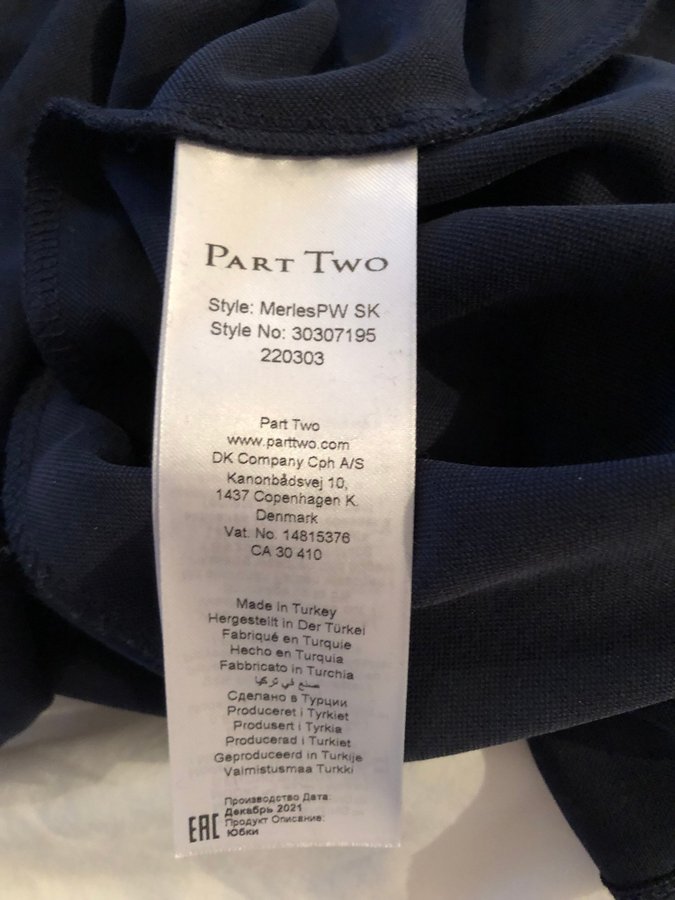 PART TWO
Style: MerlesPW SK
Style No: 30307195
220303
Part Two
www.parttwo.com
DK Company Cph A/S
Kanonbådsvej 10,
1437 Copenhagen K.
Denmark
Vat. No. 14815376
CA 30 410
Made in Turkey
Hergestellt in Der Türkei
Fabriqué en Turquie
Hecho en Turquia
Fabbricato in Turchia
صنع في تركيا
Сделано в Турции
Produceret i Tyrkiet
Produsert i Tyrkia
Producerad i Turkiet
Geproduceerd in Turkije
Valmistusmaa Turkki
Производство Дата:
Декабрь 2021
Продукт Описание:
EAC Юбки